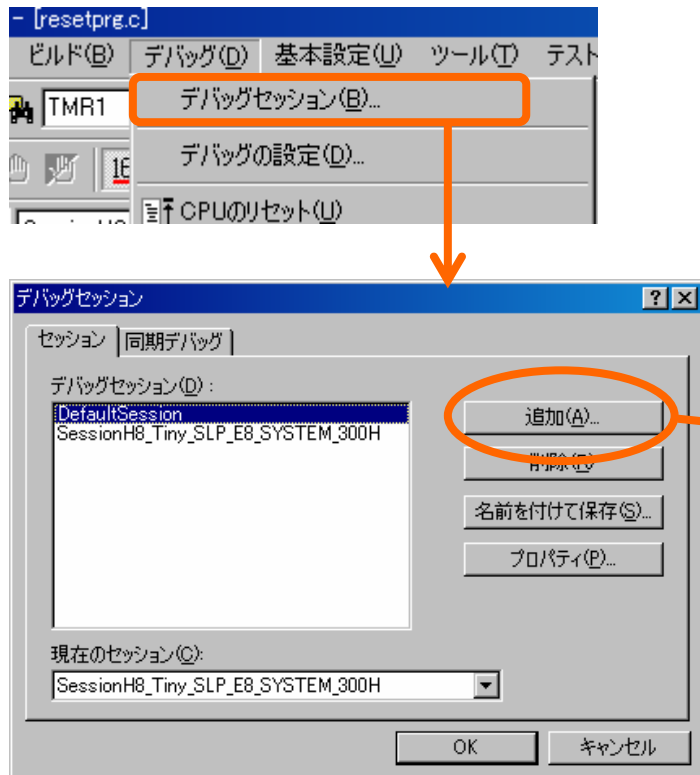 - [resetprg.c]
ビルド(B) デバッグ(D) 基本設定(U) ツール(T) テスト
TMR1
デバッグセッション(B)...
デバッグの設定(D)...
16
CPUのリセット(U)
デバッグセッション
セッション 同期デバッグ
デバッグセッション(D) :
DefaultSession
SessionH8_Tiny_SLP_E8_SYSTEM_300H
追加(A)...
削除(R)
名前を付けて保存(S)...
プロパティ(P)...
現在のセッション(C):
SessionH8_Tiny_SLP_E8_SYSTEM_300H
OK キャンセル